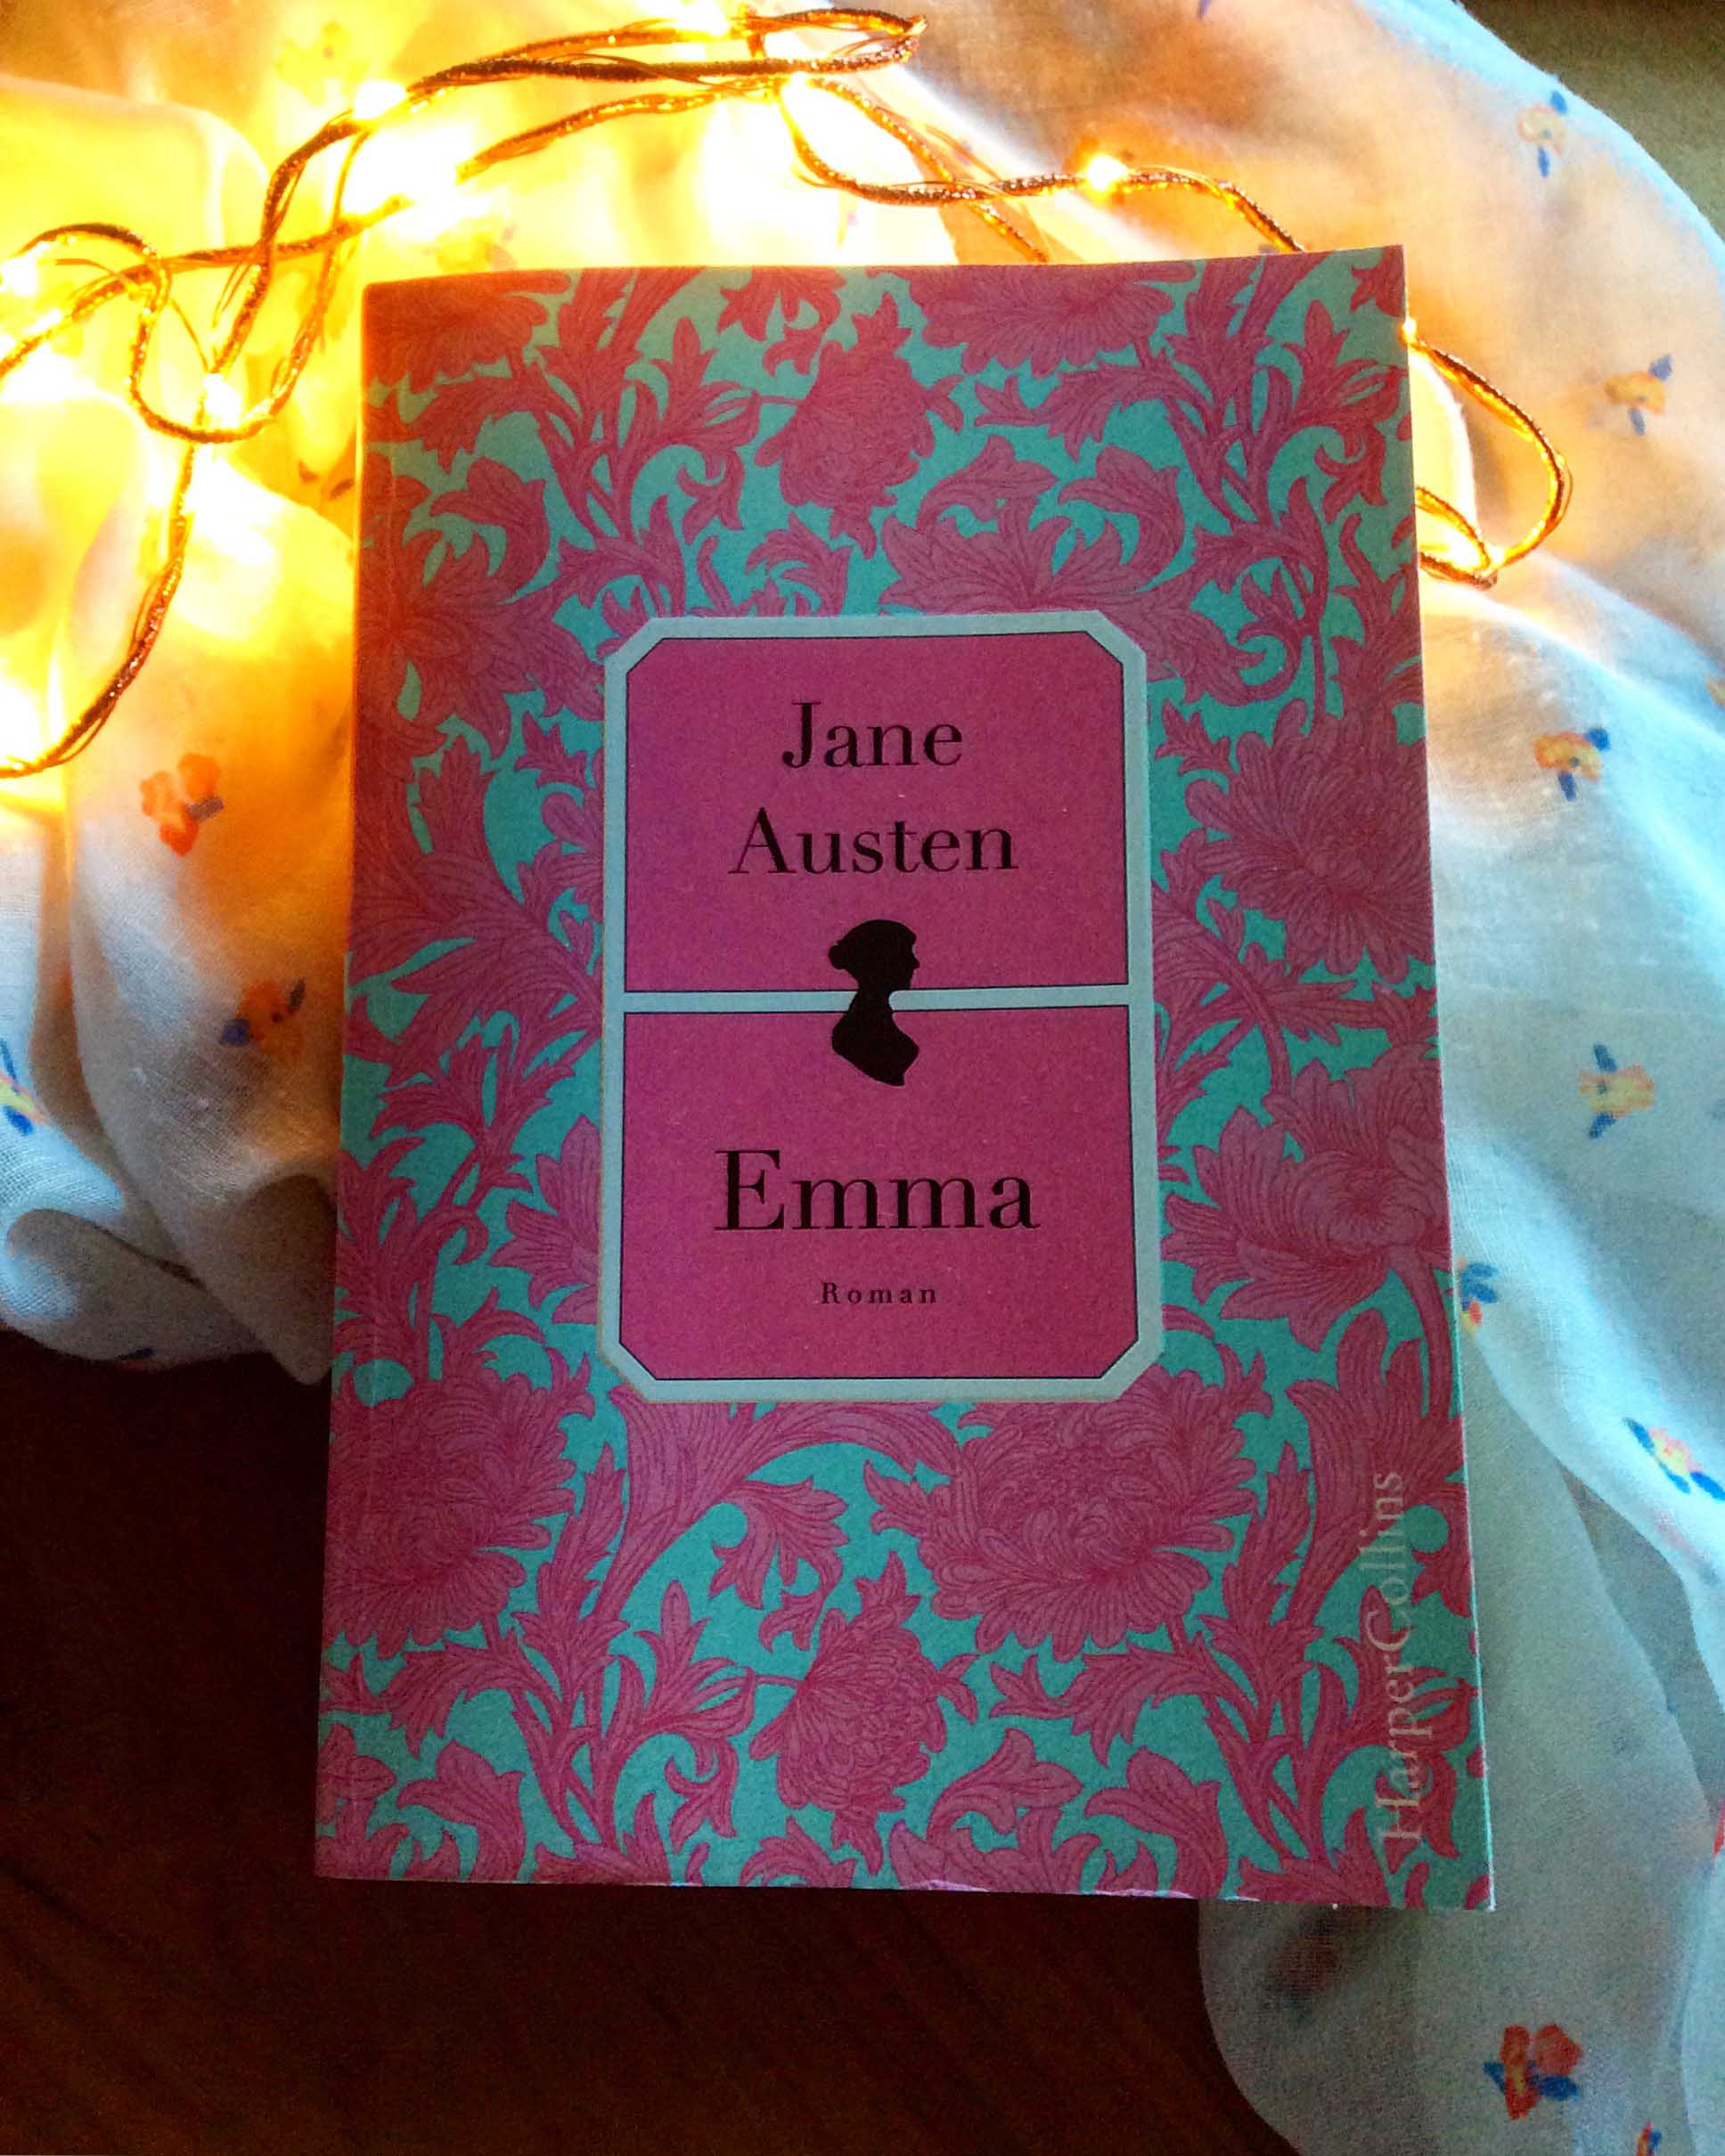 Jane
Austen
Emma
Roman
HarperCollins